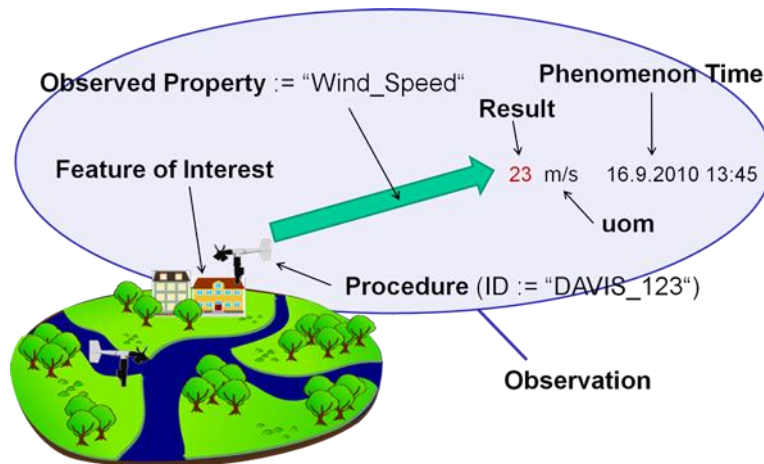 Observed Property := “Wind_Speed“
Phenomenon Time
Result
Feature of Interest
23 m/s 16.9.2010 13:45
uom
Procedure (ID := “DAVIS_123“)
Observation